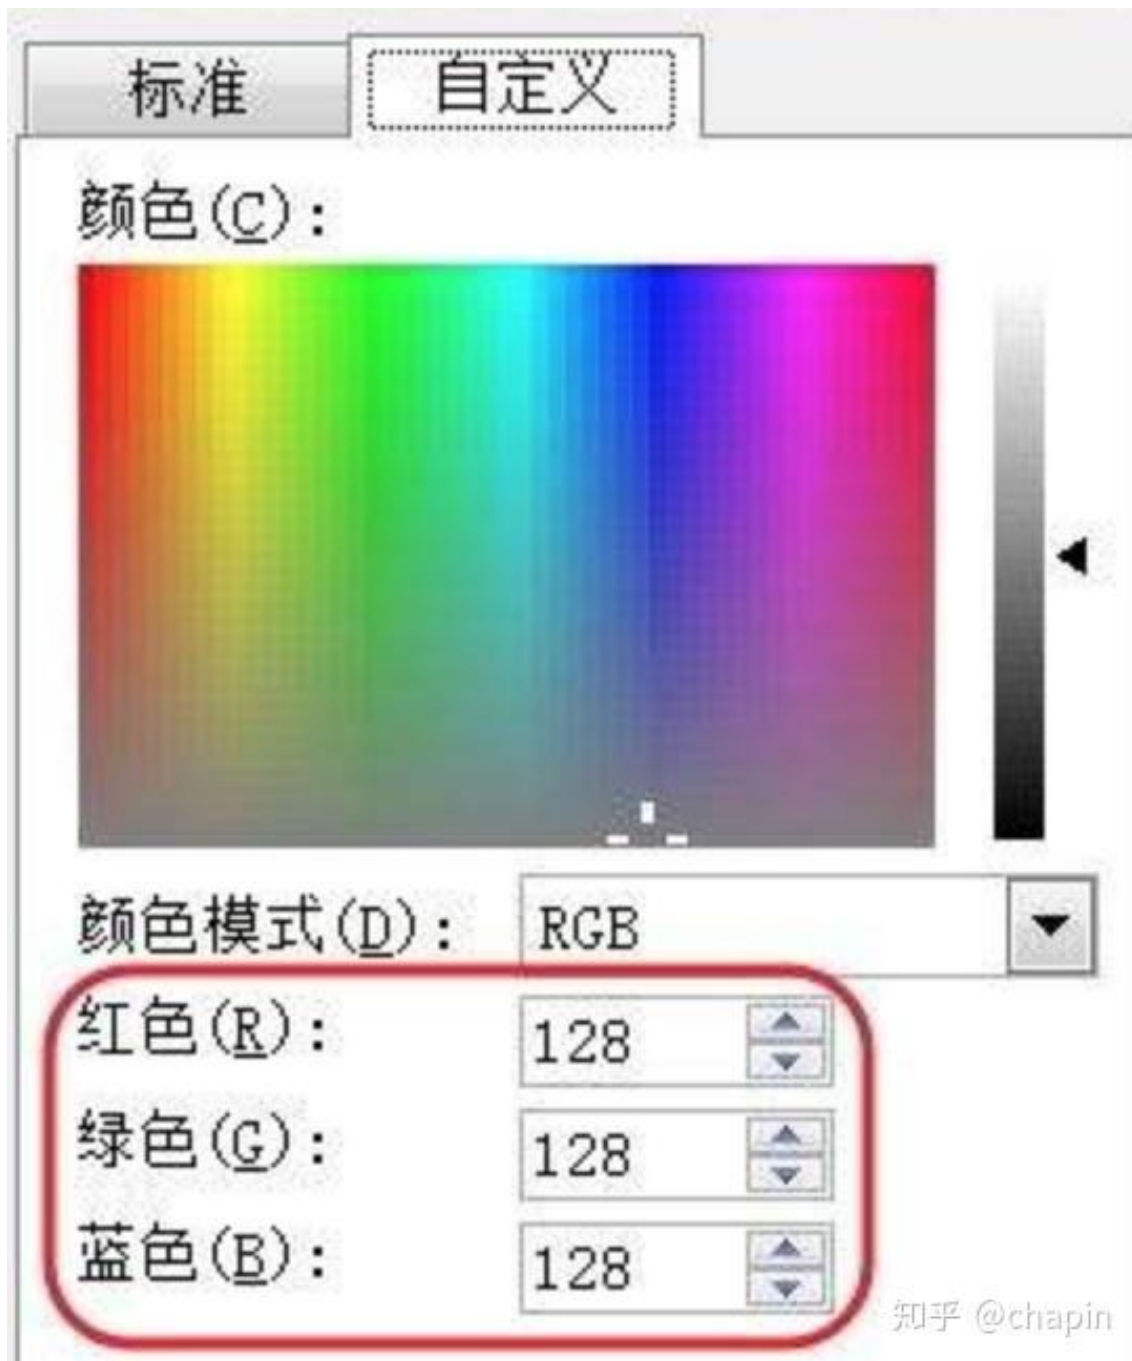 标准 自定义
颜色(C):
颜色模式(D): RGB
红色(R): 128
绿色(G): 128
蓝色(B): 128
知乎 @chapin